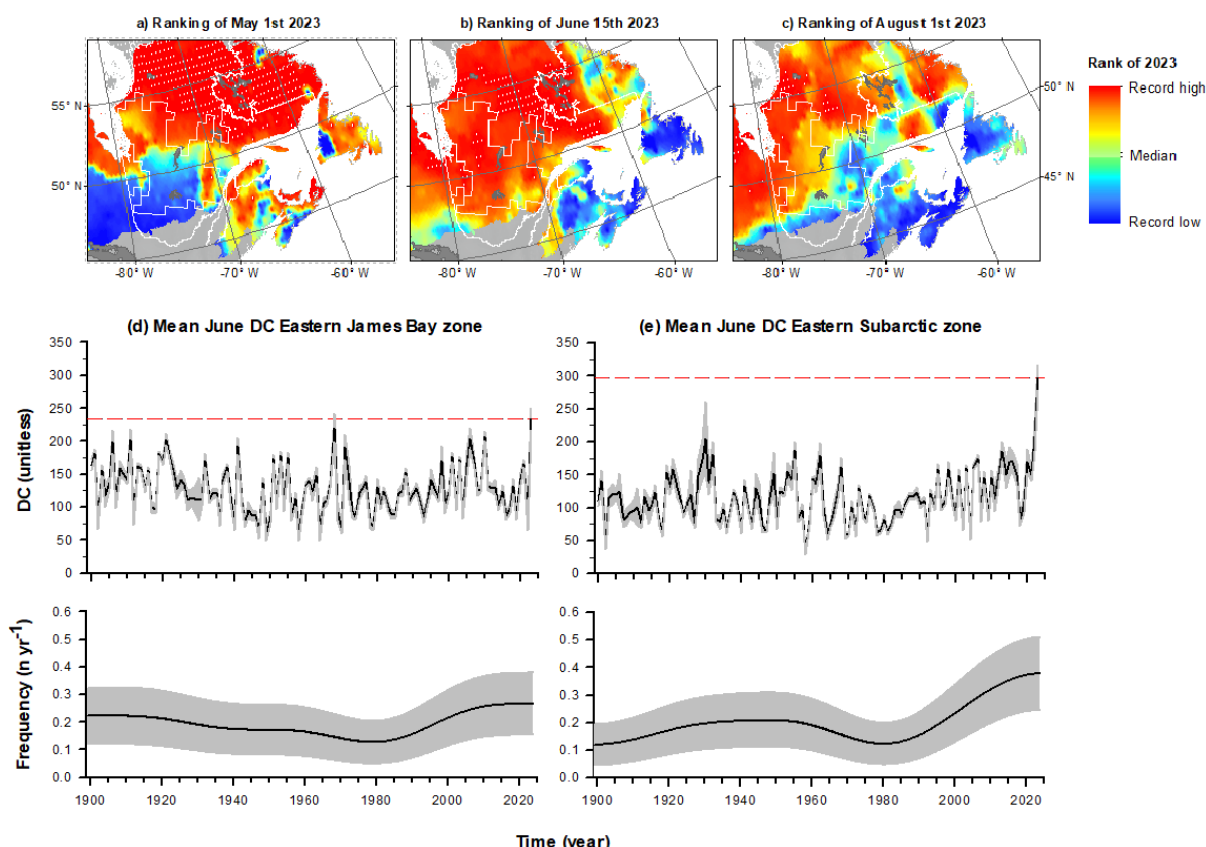 a) Ranking of May 1st 2023
b) Ranking of June 15th 2023
c) Ranking of August 1st 2023
Rank of 2023
Record high
Median
Record low
55° N
50° N
50° N
45° N
-80° W
-70° W
-60° W
-80° W
-70° W
-60° W
-80° W
-70° W
-60° W
(d) Mean June DC Eastern James Bay zone
(e) Mean June DC Eastern Subarctic zone
DC (unitless)
350
300
250
200
150
100
50
0
350
300
250
200
150
100
50
0
Frequency (n yr⁻¹)
0.6
0.5
0.4
0.3
0.2
0.1
0.0
0.6
0.5
0.4
0.3
0.2
0.1
0.0
1900 1920 1940 1960 1980 2000 2020
1900 1920 1940 1960 1980 2000 2020
Time (year)